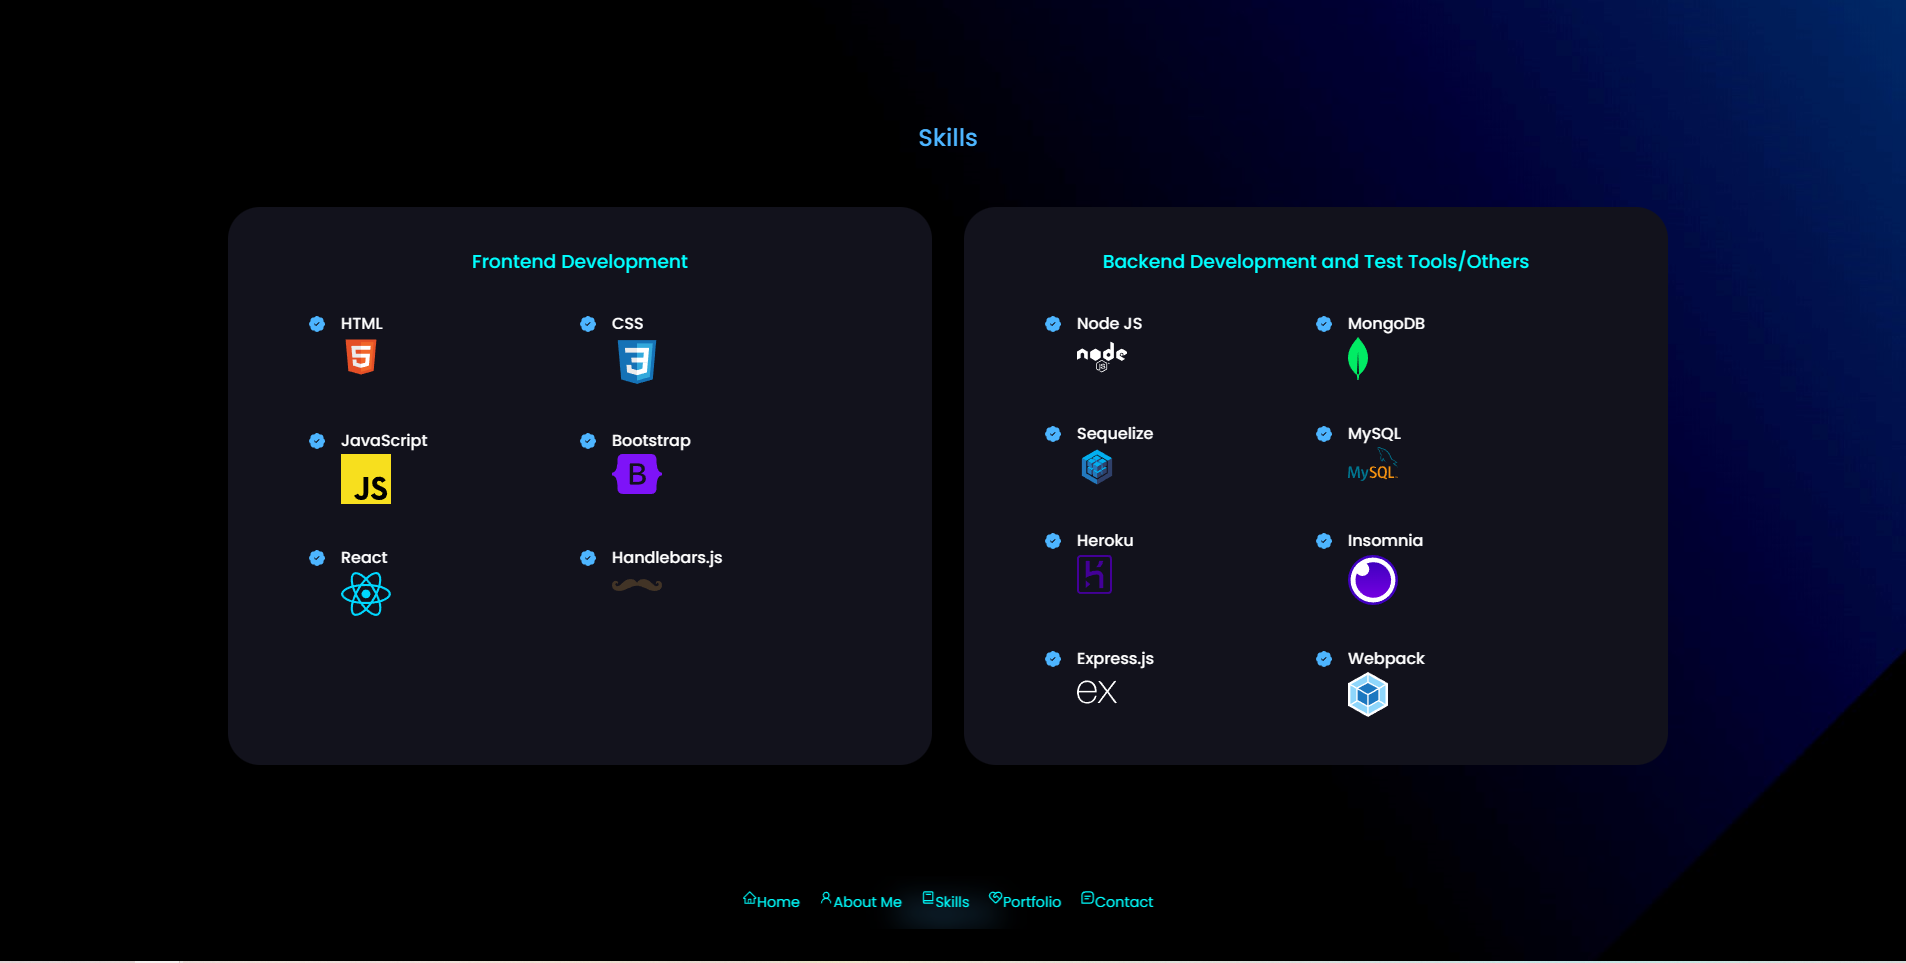 Skills
Frontend Development
HTML
5
CSS
3
JavaScript
JS
Bootstrap
B
React
Handlebars.js
Backend Development and Test Tools/Others
Node JS
node
JS
MongoDB
Sequelize
MySQL
MySQL
Heroku
Insomnia
Express.js
ex
Webpack
Home About Me Skills Portfolio Contact